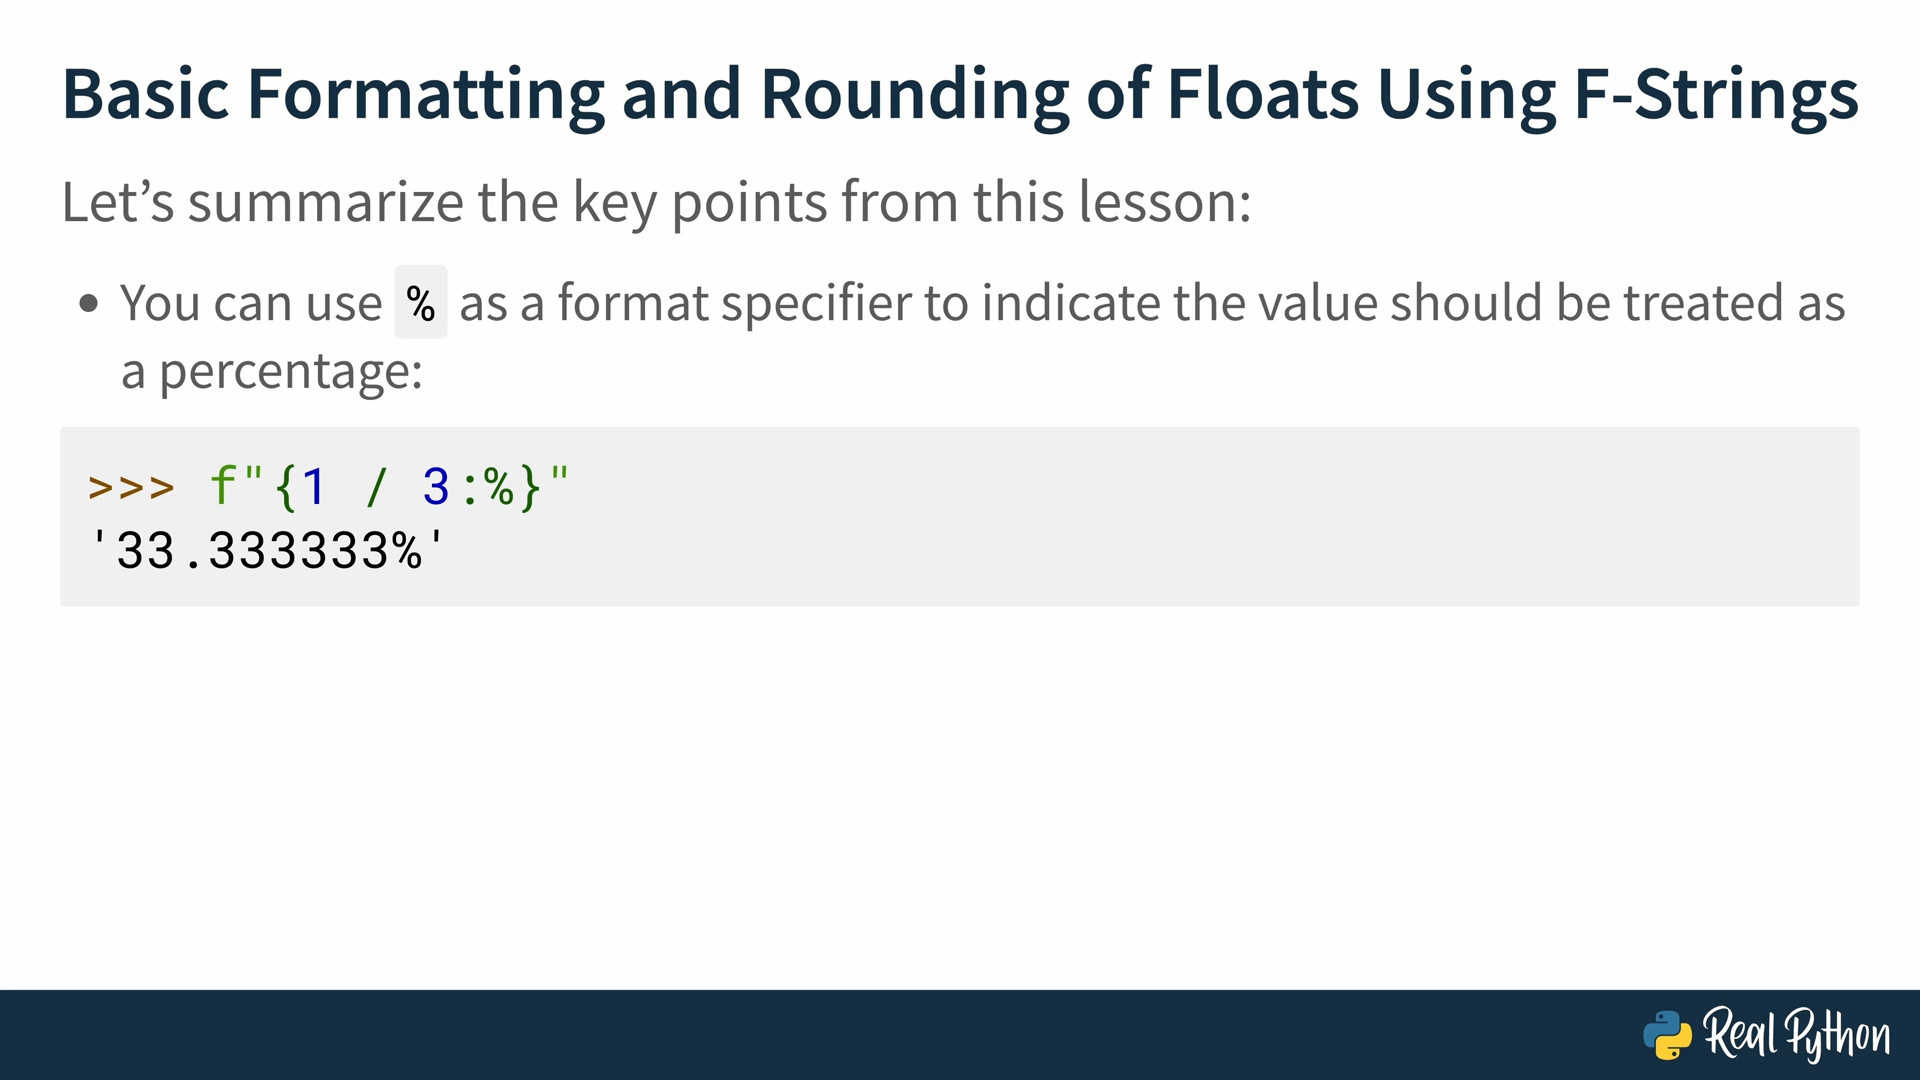 Basic Formatting and Rounding of Floats Using F-Strings
Let’s summarize the key points from this lesson:
• You can use % as a format specifier to indicate the value should be treated as
a percentage:
>>> f"{1 / 3:%}"
'33.333333%'
Real Python